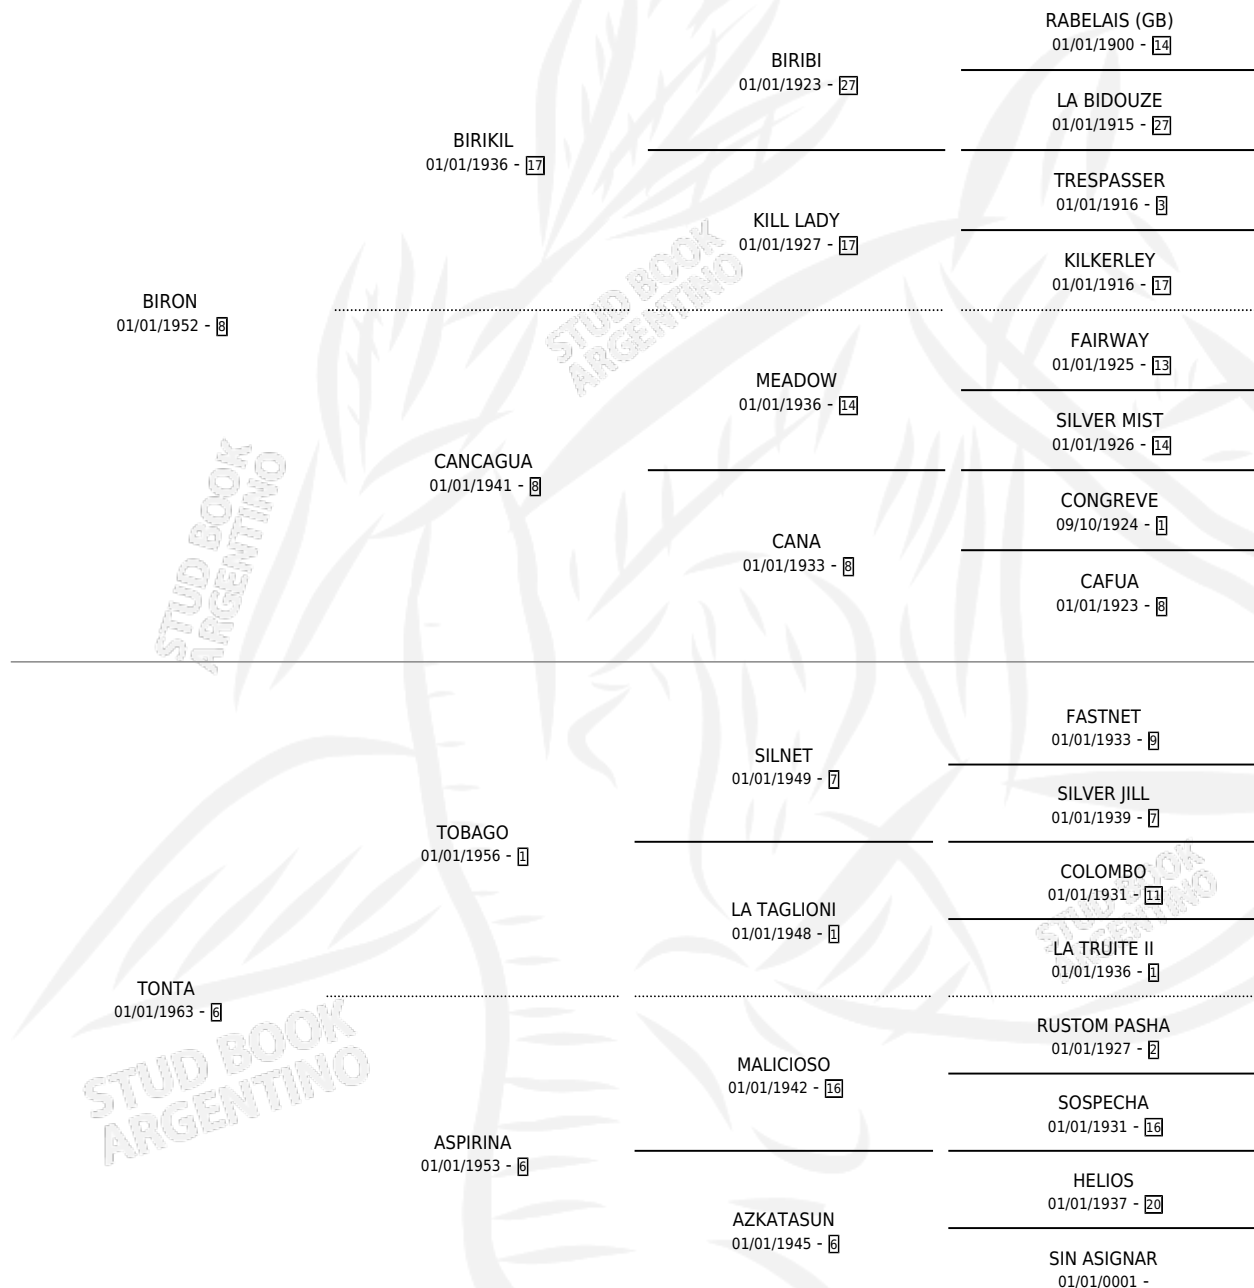 RABELAIS (GB)
01/01/1900 - 14
BIRIBI
01/01/1923 - 27
LA BIDOUZE
01/01/1915 - 27
BIRIKIL
01/01/1936 - 17
TRESPASSER
01/01/1916 - 3
KILL LADY
01/01/1927 - 17
KILKERLEY
01/01/1916 - 17
BIRON
01/01/1952 - 8
FAIRWAY
01/01/1925 - 13
MEADOW
01/01/1936 - 14
SILVER MIST
01/01/1926 - 14
CANCAGUA
01/01/1941 - 8
CONGREVE
09/10/1924 - 1
CANA
01/01/1933 - 8
CAFUA
01/01/1923 - 8
STUD BOOK
ARGENTINO
STUD BOOK
ARGENTINO
FASTNET
01/01/1933 - 9
SILNET
01/01/1949 - 7
SILVER JILL
01/01/1939 - 7
TOBAGO
01/01/1956 - 1
COLOMBO
01/01/1931 - 11
LA TAGLIONI
01/01/1948 - 1
LA TRUITE II
01/01/1936 - 1
STUD BOOK
ARGENTINO
TONTA
01/01/1963 - 6
RUSTOM PASHA
01/01/1927 - 2
MALICIOSO
01/01/1942 - 16
SOSPECHA
01/01/1931 - 16
STUD BOOK
ARGENTINO
ASPIRINA
01/01/1953 - 6
HELIOS
01/01/1937 - 20
AZKATASUN
01/01/1945 - 6
SIN ASIGNAR
01/01/0001 -